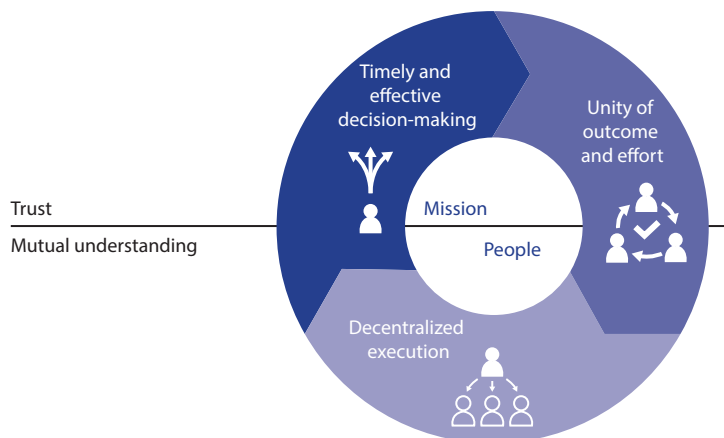 Timely and
effective
decision-making
Unity of
outcome
and effort
Trust
Mission
Mutual understanding
People
Decentralized
execution